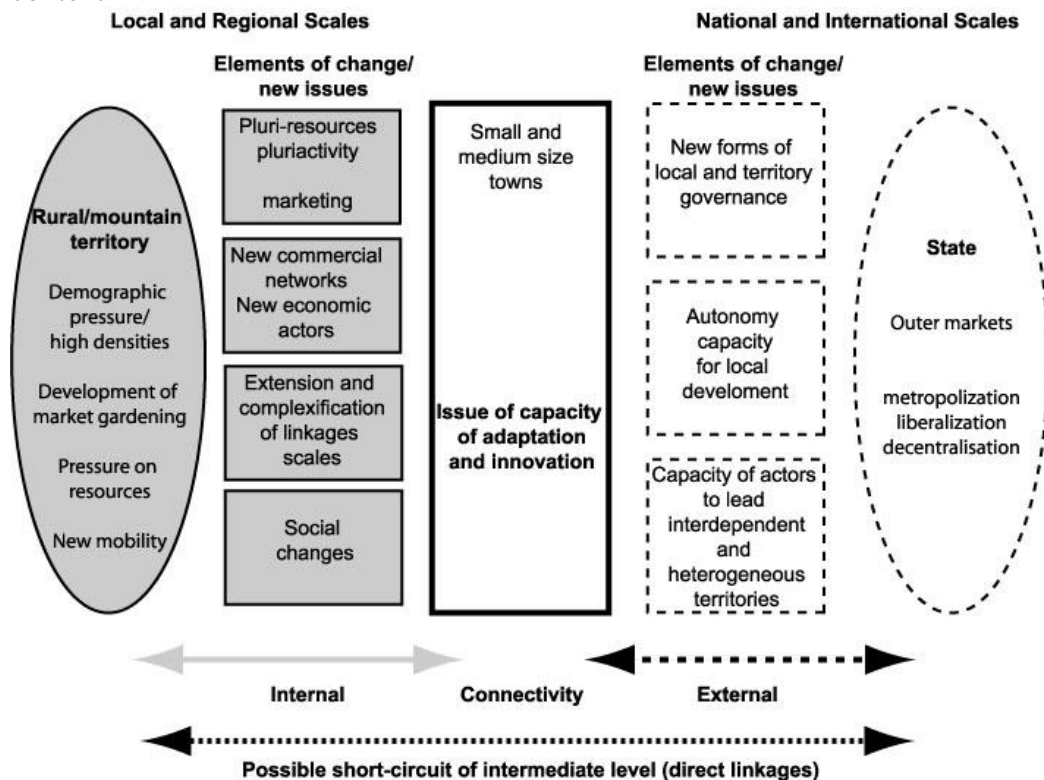 Local and Regional Scales
National and International Scales
Elements of change/
new issues
Elements of change/
new issues
Rural/mountain
territory
Demographic
pressure/
high densities
Development of
market gardening
Pressure on
resources
New mobility
Pluri-resources
pluriactivity
marketing
New commercial
networks
New economic
actors
Extension and
complexification
of linkages
scales
Social
changes
Small and
medium size
towns
Issue of capacity
of adaptation
and innovation
New forms of
local and territory
governance
Autonomy
capacity
for local
develoment
Capacity of actors
to lead
interdependent
and
heterogeneous
territories
State
Outer markets
metropolization
liberalization
decentralisation
Internal
Connectivity
External
Possible short-circuit of intermediate level (direct linkages)